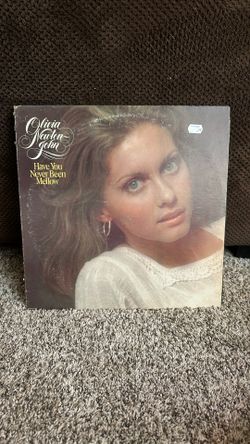 Olivia
Newton-
John
Have You
Never Been
Mellow